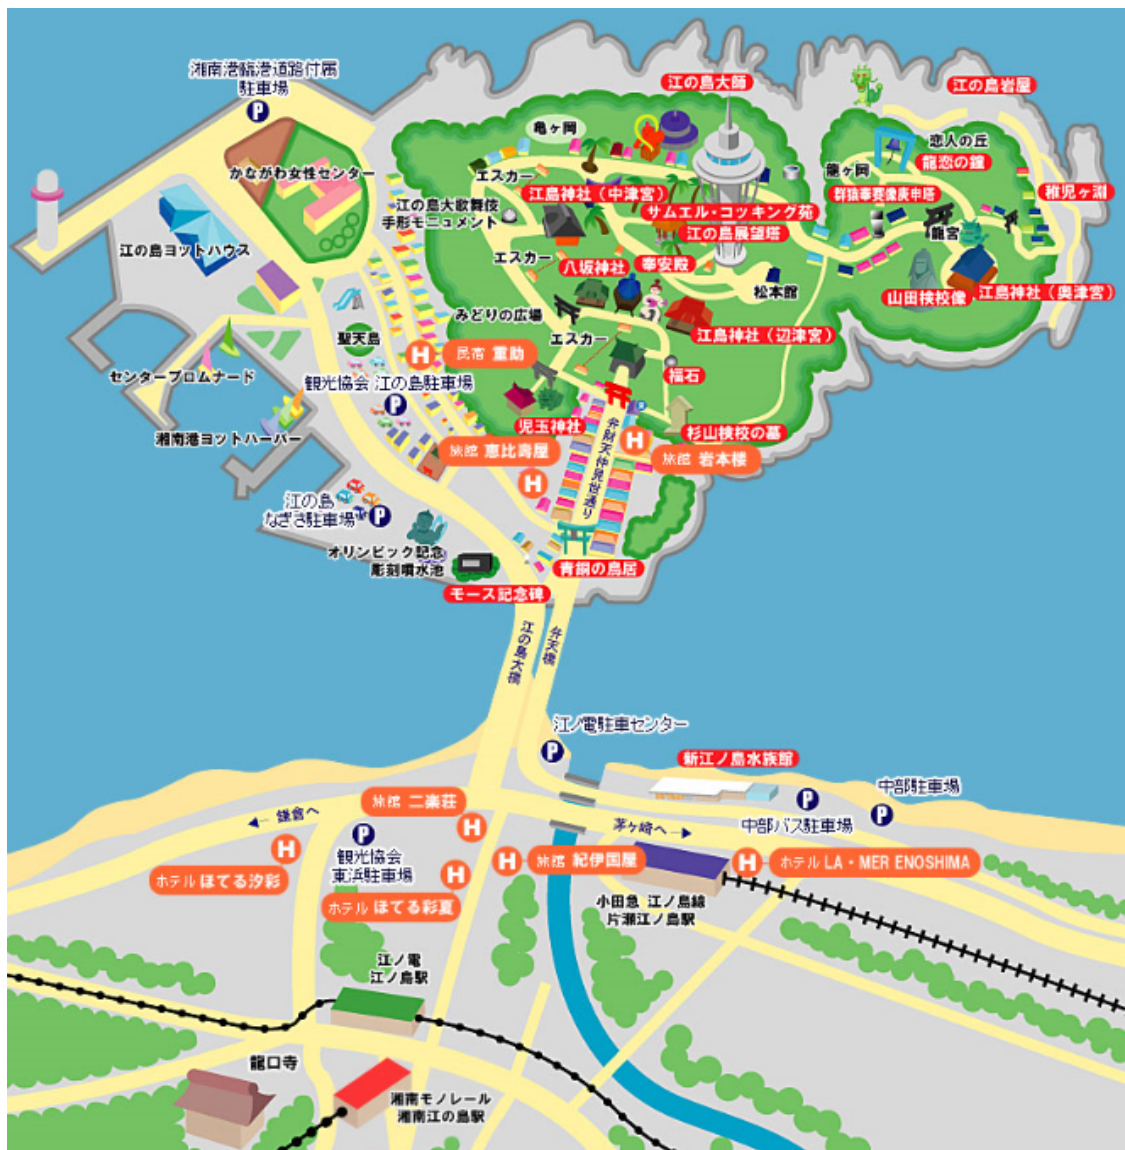 湘南港臨港道路付属
駐車場
P
かながわ女性センター
江の島ヨットハウス
江の島大師
亀ヶ岡
エスカー
江島神社（中津宮）
江の島大歌舞伎
手形モニュメント
サムエル・コッキング苑
江の島展望塔
エスカー
八坂神社
奉安殿
松本館
江の島岩屋
恋人の丘
龍恋の鐘
龍ヶ岡
群猿奉賽像庚申塔
稚児ヶ淵
龍宮
山田検校像
江島神社（奥津宮）
みどりの広場
エスカー
江島神社（辺津宮）
福石
聖天島
H
民宿 重助
センタープロムナード
観光協会 江の島駐車場
P
湘南港ヨットハーバー
児玉神社
杉山検校の墓
弁財天仲見世通り
H
旅館 岩本楼
旅館 恵比壽屋
H
江の島
なぎさ駐車場
P
オリンピック記念
彫刻噴水池
青銅の鳥居
モース記念碑
江の島大橋
弁天橋
江ノ電駐車センター
P
新江ノ島水族館
中部駐車場
P
P
中部バス駐車場
旅館 二楽荘
H
←鎌倉へ
茅ヶ崎へ→
H
ホテル ほてる汐彩
P
観光協会
東浜駐車場
H
ホテル ほてる彩夏
H
旅館 紀伊国屋
H
ホテル LA・MER ENOSHIMA
小田急 江ノ島線
片瀬江ノ島駅
江ノ電
江ノ島駅
龍口寺
湘南モノレール
湘南江の島駅